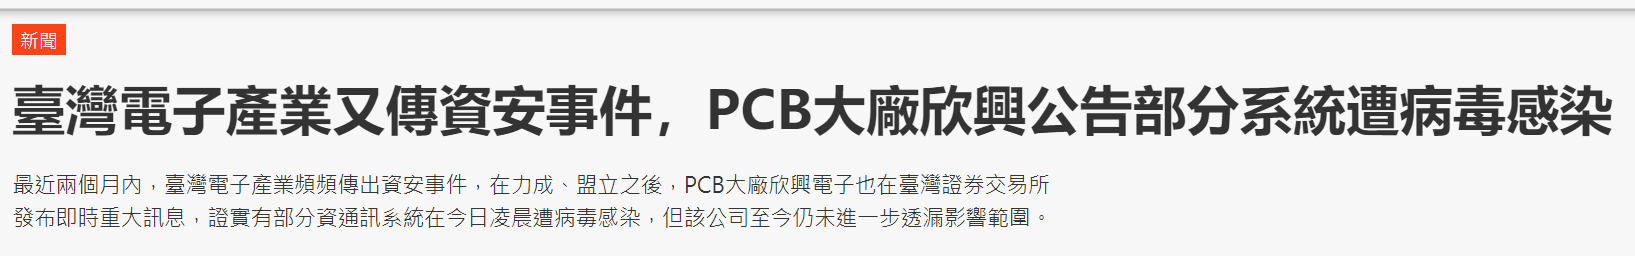 新聞
臺灣電子產業又傳資安事件，PCB大廠欣興公告部分系統遭病毒感染
最近兩個月內，臺灣電子產業頻頻傳出資安事件，在力成、盟立之後，PCB大廠欣興電子也在臺灣證券交易所
發布即時重大訊息，證實有部分資通訊系統在今日凌晨遭病毒感染，但該公司至今仍未進一步透漏影響範圍。